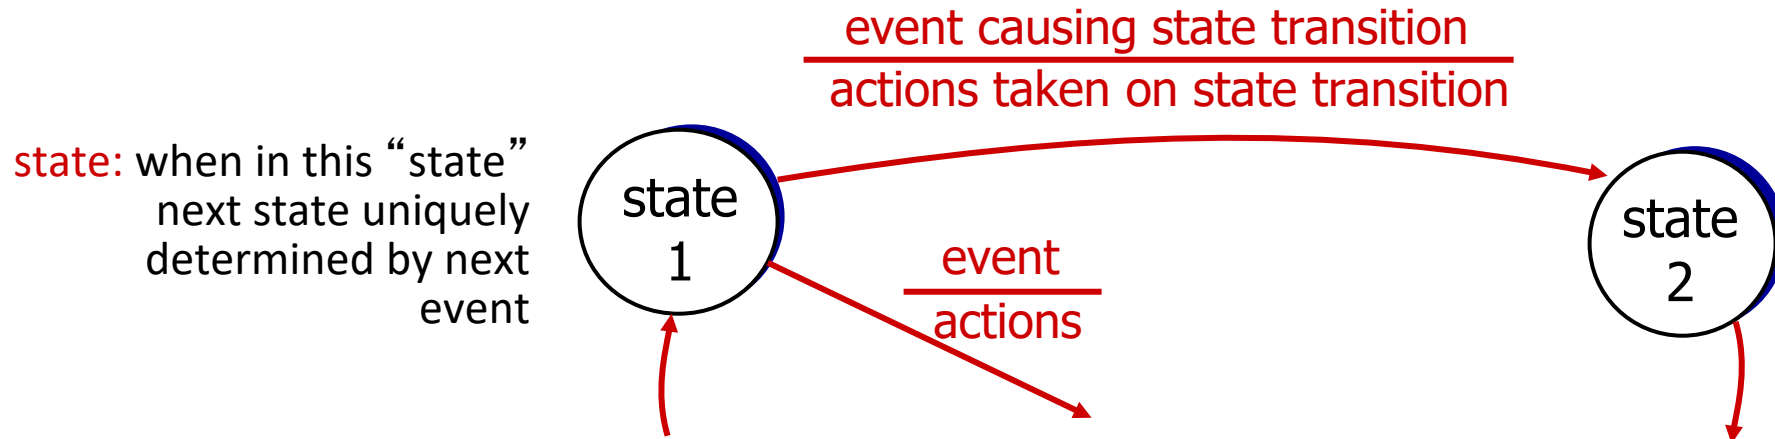 event causing state transition
actions taken on state transition
state: when in this “state”
next state uniquely
determined by next
event
state
1
event
actions
state
2